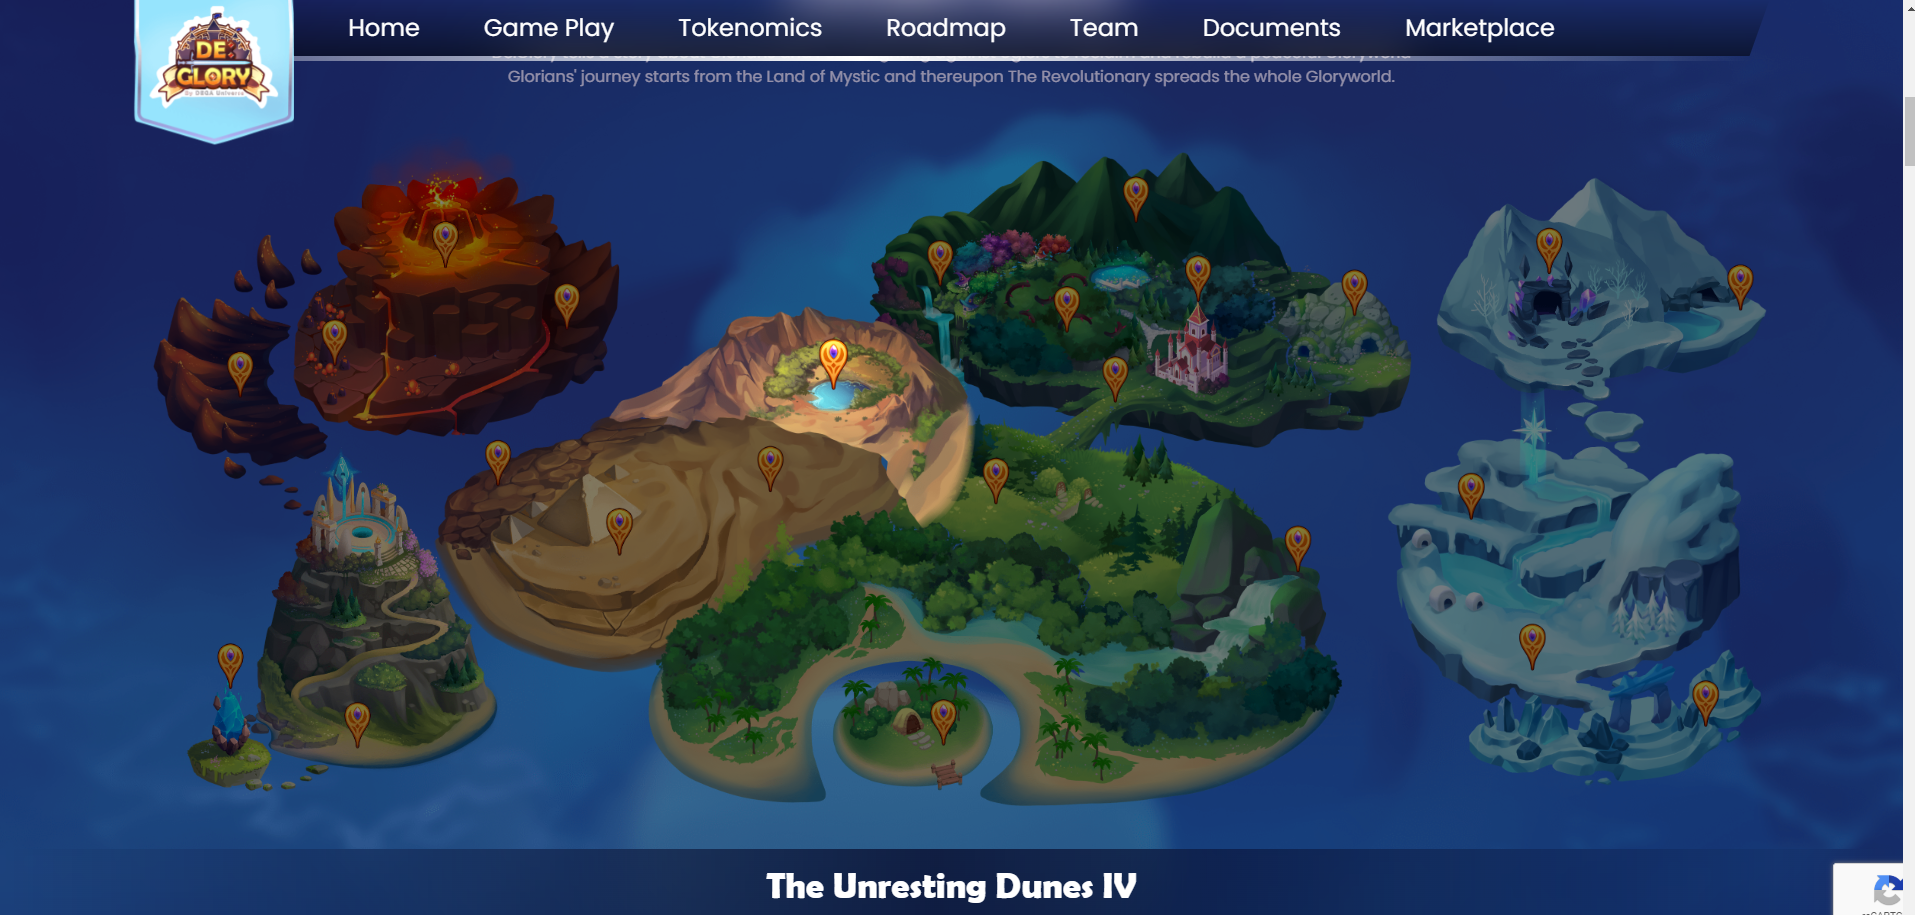 Home Game Play Tokenomics Roadmap Team Documents Marketplace
DE
GLORY
By DEGA Universe
Glorians' journey starts from the Land of Mystic and thereupon The Revolutionary spreads the whole Gloryworld.
The Unresting Dunes IV